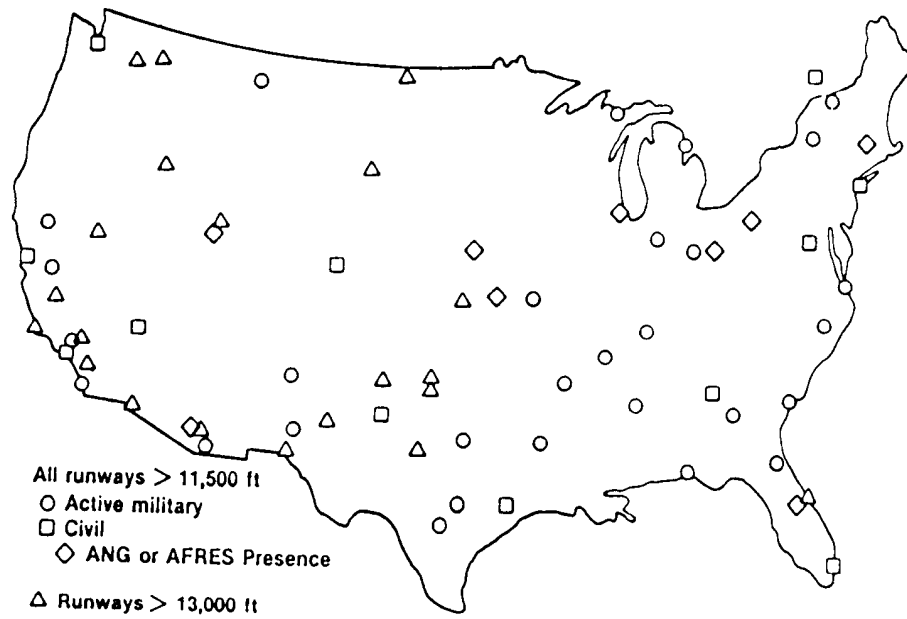 All runways > 11,500 ft
Active military
Civil
ANG or AFRES Presence
Runways > 13,000 ft